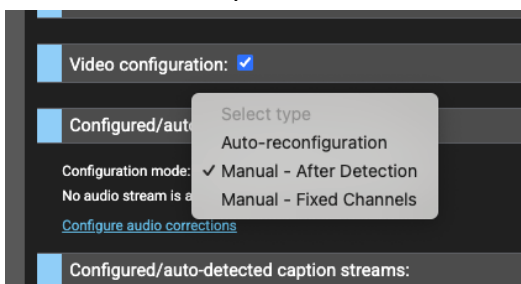 Video configuration:
Select type
Configured/auto
Auto-reconfiguration
Configuration mode:
✓ Manual - After Detection
No audio stream is a
Manual - Fixed Channels
Configure audio corrections
Configured/auto-detected caption streams: